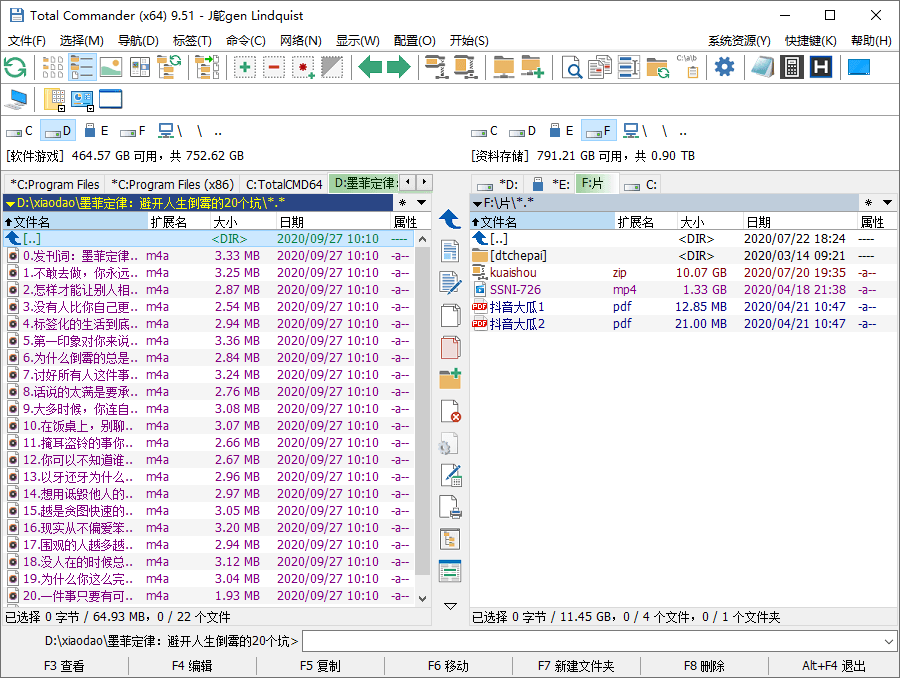 Total Commander (x64) 9.51 - J鴕gen Lindquist
文件(F) 选择(M) 导航(D) 标签(T) 命令(C) 网络(N) 显示(W) 配置(O) 开始(S) 系统资源(Y) 快捷键(K) 帮助(H)
C:\a\b
C D E F \ \ .. C D E F \ \ ..
[软件游戏] 464.57 GB 可用，共 752.62 GB [资料存储] 791.21 GB 可用，共 0.90 TB
*C:Program Files *C:Program Files (x86) C:TotalCMD64 D:墨菲定律: *D: *E: F:片 C:
▼D:\xiaodao\墨菲定律：避开人生倒霉的20个坑\*.* * ▼ ▼F:\片\*.* * ▼
文件名 扩展名 大小 日期 属性 文件名 扩展名 大小 日期 属性
[..] <DIR> 2020/09/27 10:10 ---- [..] <DIR> 2020/07/22 18:24 ----
0.发刊词：墨菲定律.. m4a 3.33 MB 2020/09/27 10:10 -a-- [dtchepai] <DIR> 2020/03/14 09:21 ----
1.不敢去做，你永远.. m4a 3.25 MB 2020/09/27 10:10 -a-- kuaishou zip 10.07 GB 2020/07/20 19:35 -a--
2.怎样才能让别人相.. m4a 2.87 MB 2020/09/27 10:10 -a-- SSNI-726 mp4 1.33 GB 2020/04/18 21:38 -a--
3.没有人比你自己更.. m4a 2.54 MB 2020/09/27 10:10 -a-- PDF 抖音大瓜1 pdf 12.85 MB 2020/04/21 10:47 -a--
4.标签化的生活到底.. m4a 2.94 MB 2020/09/27 10:10 -a-- PDF 抖音大瓜2 pdf 21.00 MB 2020/04/21 10:47 -a--
5.第一印象对你来说.. m4a 3.36 MB 2020/09/27 10:10 -a--
6.为什么倒霉的总是.. m4a 2.84 MB 2020/09/27 10:10 -a--
7.讨好所有人这件事.. m4a 3.24 MB 2020/09/27 10:10 -a--
8.话说的太满是要承.. m4a 2.76 MB 2020/09/27 10:10 -a--
9.大多时候，你连自.. m4a 3.08 MB 2020/09/27 10:10 -a--
10.在饭桌上，别聊.. m4a 3.07 MB 2020/09/27 10:10 -a--
11.掩耳盗铃的事你.. m4a 2.66 MB 2020/09/27 10:10 -a--
12.你可以不知道谁.. m4a 2.67 MB 2020/09/27 10:10 -a--
13.以牙还牙为什么.. m4a 2.96 MB 2020/09/27 10:10 -a--
14.想用诋毁他人的.. m4a 2.97 MB 2020/09/27 10:10 -a--
15.越是贪图快速的.. m4a 3.05 MB 2020/09/27 10:10 -a--
16.现实从不偏爱笨.. m4a 3.20 MB 2020/09/27 10:10 -a--
17.围观的人越多越.. m4a 2.94 MB 2020/09/27 10:10 -a--
18.没人在的时候总.. m4a 3.12 MB 2020/09/27 10:10 -a--
19.为什么你这么完.. m4a 3.04 MB 2020/09/27 10:10 -a--
20.一件事只要有可.. m4a 1.93 MB 2020/09/27 10:10 -a--
已选择 0 字节 / 64.93 MB，0 / 22 个文件 已选择 0 字节 / 11.45 GB，0 / 4 个文件，0 / 1 个文件夹
D:\xiaodao\墨菲定律：避开人生倒霉的20个坑>
F3 查看 F4 编辑 F5 复制 F6 移动 F7 新建文件夹 F8 删除 Alt+F4 退出